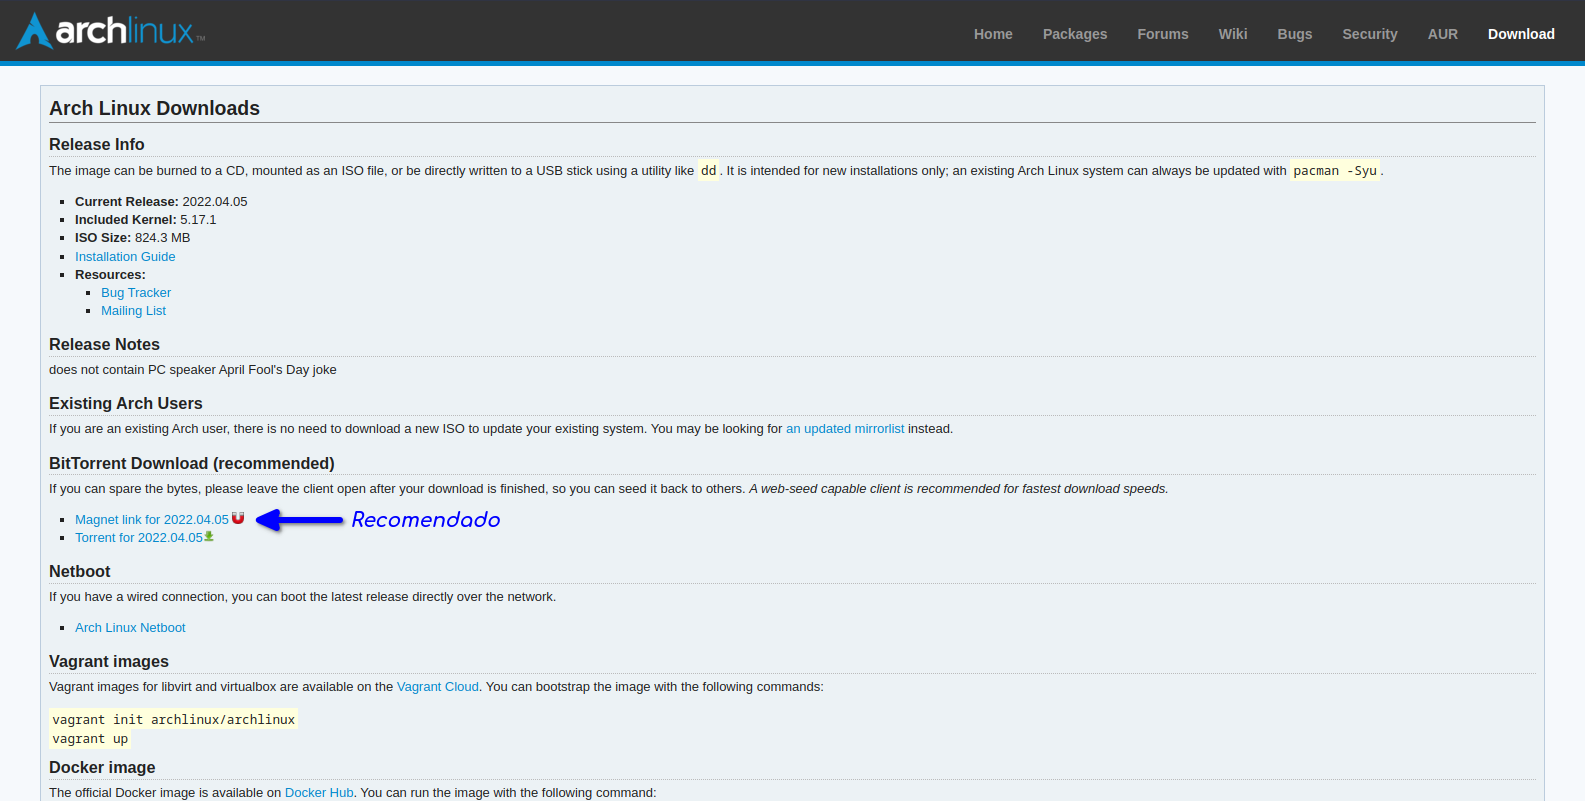 archlinux™
Home Packages Forums Wiki Bugs Security AUR Download
Arch Linux Downloads
Release Info
The image can be burned to a CD, mounted as an ISO file, or be directly written to a USB stick using a utility like dd. It is intended for new installations only; an existing Arch Linux system can always be updated with pacman -Syu.
Current Release: 2022.04.05
Included Kernel: 5.17.1
ISO Size: 824.3 MB
Installation Guide
Resources:
Bug Tracker
Mailing List
Release Notes
does not contain PC speaker April Fool's Day joke
Existing Arch Users
If you are an existing Arch user, there is no need to download a new ISO to update your existing system. You may be looking for an updated mirrorlist instead.
BitTorrent Download (recommended)
If you can spare the bytes, please leave the client open after your download is finished, so you can seed it back to others. A web-seed capable client is recommended for fastest download speeds.
Magnet link for 2022.04.05 Recomendado
Torrent for 2022.04.05
Netboot
If you have a wired connection, you can boot the latest release directly over the network.
Arch Linux Netboot
Vagrant images
Vagrant images for libvirt and virtualbox are available on the Vagrant Cloud. You can bootstrap the image with the following commands:
vagrant init archlinux/archlinux
vagrant up
Docker image
The official Docker image is available on Docker Hub. You can run the image with the following command: